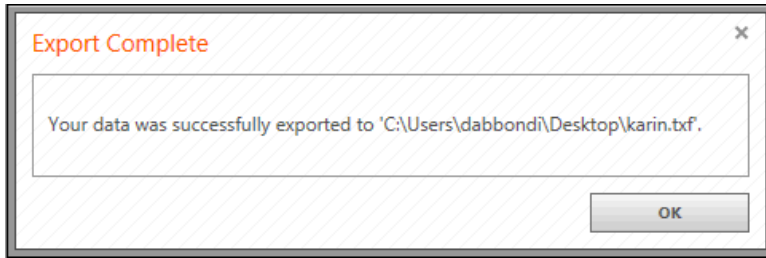 Export Complete
Your data was successfully exported to 'C:\Users\dabbondi\Desktop\karin.txf'.
OK